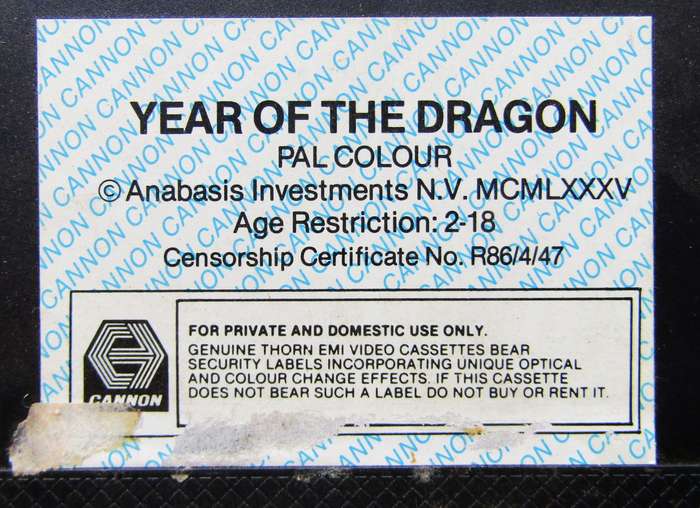 YEAR OF THE DRAGON
PAL COLOUR
© Anabasis Investments N.V. MCMLXXXV
Age Restriction: 2-18
Censorship Certificate No. R86/4/47
FOR PRIVATE AND DOMESTIC USE ONLY.
GENUINE THORN EMI VIDEO CASSETTES BEAR
SECURITY LABELS INCORPORATING UNIQUE OPTICAL
AND COLOUR CHANGE EFFECTS. IF THIS CASSETTE
DOES NOT BEAR SUCH A LABEL DO NOT BUY OR RENT IT.
CANNON